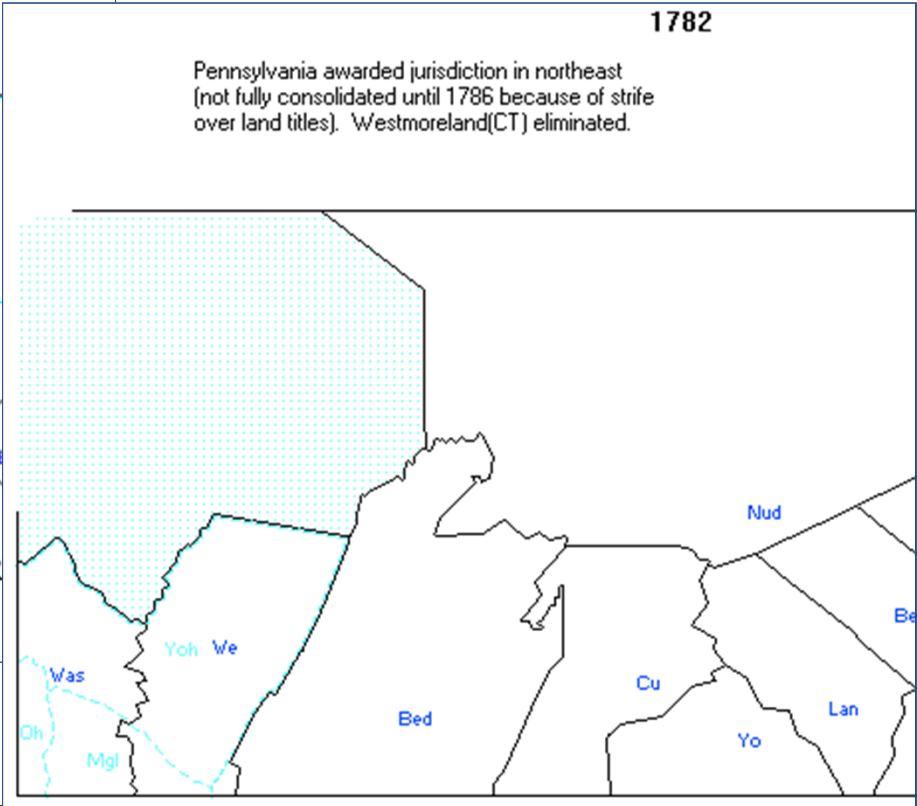 1782
Pennsylvania awarded jurisdiction in northeast
(not fully consolidated until 1786 because of strife
over land titles). Westmoreland(CT) eliminated.
Nud
Be
Yoh We
Was
Cu
Lan
Bed
Oh
Yo
Mgl